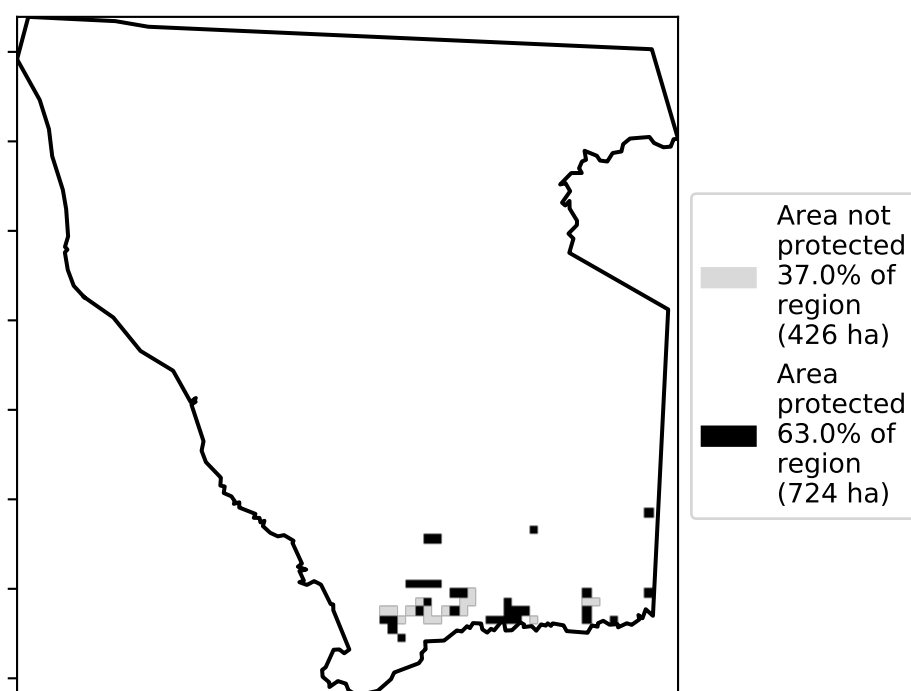 Area not
protected
37.0% of
region
(426 ha)
Area
protected
63.0% of
region
(724 ha)